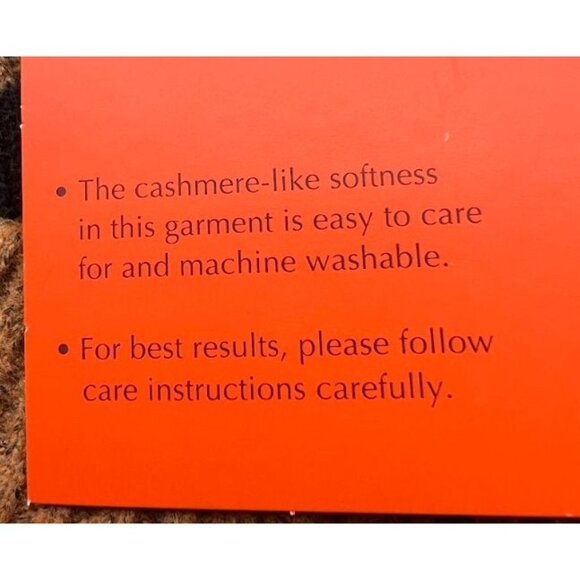 • The cashmere-like softness
in this garment is easy to care
for and machine washable.
• For best results, please follow
care instructions carefully.